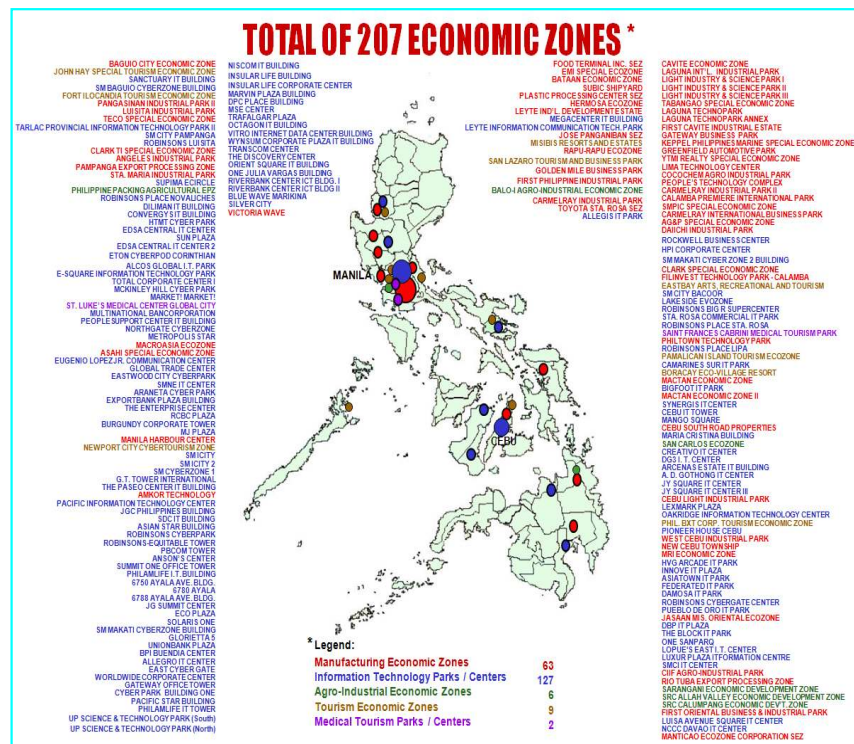 TOTAL OF 207 ECONOMIC ZONES *
BAGUIO CITY ECONOMIC ZONE
JOHN HAY SPECIAL TOURISM ECONOMIC ZONE
SANCTUARY IT BUILDING
SM BAGUIO CYBERZONE BUILDING
FORT ILOCANDIA TOURISM ECONOMIC ZONE
PANGASINAN INDUSTRIAL PARK II
LUISITA INDUSTRIAL PARK
TECO SPECIAL ECONOMIC ZONE
TARLAC PROVINCIAL INFORMATION TECHNOLOGY PARK II
SM CITY PAMPANGA
ROBINSONS LUISITA
CLARK TI SPECIAL ECONOMIC ZONE
ANGELES INDUSTRIAL PARK
PAMPANGA EXPORT PROCESSING ZONE
STA. MARIA INDUSTRIAL PARK
SUPIMA ECIRCLE
PHILIPPINE PACKING AGRICULTURAL EPZ
ROBINSONS PLACE NOVALICHES
DILIMAN IT BUILDING
CONVERGYS IT BUILDING
HTMT CYBER PARK
EDSA CENTRAL IT CENTER
SUN PLAZA
EDSA CENTRAL IT CENTER 2
ETON CYBERPOD CORINTHIAN
ALCOS GLOBAL I.T. PARK
E-SQUARE INFORMATION TECHNOLOGY PARK
TOTAL CORPORATE CENTER I
MCKINLEY HILL CYBER PARK
MARKET! MARKET!
ST. LUKE'S MEDICAL CENTER GLOBAL CITY
MULTINATIONAL BANCORPORATION
PEOPLE SUPPORT CENTER IT BUILDING
NORTHGATE CYBERZONE
METROPOLIS STAR
MACROASIA ECOZONE
ASAHI SPECIAL ECONOMIC ZONE
EUGENIO LOPEZ JR. COMMUNICATION CENTER
GLOBAL TRADE CENTER
EASTWOOD CITY CYBERPARK
SMNE IT CENTER
ARANETA CYBER PARK
EXPORTBANK PLAZA BUILDING
THE ENTERPRISE CENTER
RCBC PLAZA
BURGUNDY CORPORATE TOWER
MJ PLAZA
MANILA HARBOUR CENTER
NEWPORT CITY CYBERTOURISM ZONE
SM ICITY
SM ICITY 2
SM CYBERZONE 1
G.T. TOWER INTERNATIONAL
THE PASEO CENTER IT BUILDING
AMKOR TECHNOLOGY
PACIFIC INFORMATION TECHNOLOGY CENTER
JGC PHILIPPINES BUILDING
SDC IT BUILDING
ASIAN STAR BUILDING
ROBINSONS CYBERPARK
ROBINSONS-EQUITABLE TOWER
PBCOM TOWER
ANSON'S CENTER
SUMMIT ONE OFFICE TOWER
PHILAMLIFE I.T. BUILDING
6750 AYALA AVE. BLDG.
6780 AYALA
6788 AYALA AVE. BLDG.
JG SUMMIT CENTER
ECO PLAZA
SOLARIS ONE
SM MAKATI CYBERZONE BUILDING
GLORIETTA 5
UNIONBANK PLAZA
BPI BUENDIA CENTER
ALLEGRO IT CENTER
EAST CYBER GATE
WORLDWIDE CORPORATE CENTER
GATEWAY OFFICE TOWER
CYBER PARK BUILDING ONE
PACIFIC STAR BUILDING
PHILAMLIFE IT TOWER
UP SCIENCE & TECHNOLOGY PARK (South)
UP SCIENCE & TECHNOLOGY PARK (North)
NISCOM IT BUILDING
INSULAR LIFE BUILDING
INSULAR LIFE CORPORATE CENTER
MARVIN PLAZA BUILDING
DPC PLACE BUILDING
MSE CENTER
TRAFALGAR PLAZA
OCTAGON IT BUILDING
VITRO INTERNET DATA CENTER BUILDING
WYNSUM CORPORATE PLAZA IT BUILDING
TRANSCOM CENTER
THE DISCOVERY CENTER
ORIENT SQUARE IT BUILDING
ONE JULIA VARGAS BUILDING
RIVERBANK CENTER ICT BLDG. I
RIVERBANK CENTER ICT BLDG II
BLUE WAVE MARIKINA
SILVER CITY
VICTORIA WAVE
MANILA
CEBU
FOOD TERMINAL INC. SEZ
EMI SPECIAL ECOZONE
BATAAN ECONOMIC ZONE
SUBIC SHIPYARD
PLASTIC PROCESSING CENTER SEZ
HERMOSA ECOZONE
LEYTE IND'L. DEVELOPMENT ESTATE
MEGACENTER IT BUILDING
LEYTE INFORMATION COMMUNICATION TECH. PARK
JOSE PANGANIBAN SEZ
MISIBIS RESORTS AND ESTATES
RAPU-RAPU ECOZONE
SAN LAZARO TOURISM AND BUSINESS PARK
GOLDEN MILE BUSINESS PARK
FIRST PHILIPPINE INDUSTRIAL PARK
BALO-I AGRO-INDUSTRIAL ECONOMIC ZONE
CARMELRAY INDUSTRIAL PARK
TOYOTA STA. ROSA SEZ
ALLEGIS IT PARK
CAVITE ECONOMIC ZONE
LAGUNA INT'L. INDUSTRIAL PARK
LIGHT INDUSTRY & SCIENCE PARK I
LIGHT INDUSTRY & SCIENCE PARK II
LIGHT INDUSTRY & SCIENCE PARK III
TABANGAO SPECIAL ECONOMIC ZONE
LAGUNA TECHNOPARK
LAGUNA TECHNOPARK ANNEX
FIRST CAVITE INDUSTRIAL ESTATE
GATEWAY BUSINESS PARK
KEPPEL PHILIPPINES MARINE SPECIAL ECONOMIC ZONE
GREENFIELD AUTOMOTIVE PARK
YTMI REALTY SPECIAL ECONOMIC ZONE
LIMA TECHNOLOGY CENTER
COCOCHEM AGRO INDUSTRIAL PARK
PEOPLE'S TECHNOLOGY COMPLEX
CARMELRAY INDUSTRIAL PARK II
CALAMBA PREMIERE INTERNATIONAL PARK
SMPIC SPECIAL ECONOMIC ZONE
CARMELRAY INTERNATIONAL BUSINESS PARK
AG&P SPECIAL ECONOMIC ZONE
DAIICHI INDUSTRIAL PARK
ROCKWELL BUSINESS CENTER
HPI CORPORATE CENTER
SM MAKATI CYBER ZONE 2 BUILDING
CLARK SPECIAL ECONOMIC ZONE
FILINVEST TECHNOLOGY PARK - CALAMBA
EASTBAY ARTS, RECREATIONAL AND TOURISM
SM CITY BACOOR
LAKESIDE EVOZONE
ROBINSONS BIG R SUPERCENTER
STA. ROSA COMMERCIAL IT PARK
ROBINSONS PLACE STA. ROSA
SAINT FRANCES CABRINI MEDICAL TOURISM PARK
PHILTOWN TECHNOLOGY PARK
ROBINSONS PLACE LIPA
PAMALICAN ISLAND TOURISM ECOZONE
CAMARINES SUR IT PARK
BORACAY ECO-VILLAGE RESORT
MACTAN ECONOMIC ZONE
BIGFOOT IT PARK
MACTAN ECONOMIC ZONE II
SYNERGIS IT CENTER
CEBU IT TOWER
MANGO SQUARE
CEBU SOUTH ROAD PROPERTIES
MARIA CRISTINA BUILDING
SAN CARLOS ECOZONE
CREATIVO IT CENTER
DG3 I. T. CENTER
ARCENAS ESTATE IT BUILDING
A. D. GOTHONG IT CENTER
JY SQUARE IT CENTER
JY SQUARE IT CENTER III
CEBU LIGHT INDUSTRIAL PARK
LEXMARK PLAZA
OAKRIDGE INFORMATION TECHNOLOGY CENTER
PHIL. BXT CORP. TOURISM ECONOMIC ZONE
PIONEER HOUSE CEBU
WEST CEBU INDUSTRIAL PARK
NEW CEBU TOWNSHIP
MRI ECONOMIC ZONE
HVG ARCADE IT PARK
INNOVE IT PLAZA
ASIATOWN IT PARK
FEDERATED IT PARK
DAMOSA IT PARK
ROBINSONS CYBERGATE CENTER
PUEBLO DE ORO IT PARK
JASAAN MIS. ORIENTAL ECOZONE
DBP IT PLAZA
THE BLOCK IT PARK
ONE SANPARQ
LOPUE'S EAST I.T. CENTER
LUXUR PLAZA ITFORMATION CENTRE
SMCI IT CENTER
CIIF AGRO-INDUSTRIAL PARK
RIO TUBA EXPORT PROCESSING ZONE
SARANGANI ECONOMIC DEVELOPMENT ZONE
SRC ALLAH VALLEY ECONOMIC DEVELOPMENT ZONE
SRC CALUMPANG ECONOMIC DEV'T. ZONE
FIRST ORIENTAL BUSINESS & INDUSTRIAL PARK
LUISA AVENUE SQUARE IT CENTER
NCCC DAVAO IT CENTER
MANTICAO ECOZONE CORPORATION SEZ
* Legend:
Manufacturing Economic Zones 63
Information Technology Parks / Centers 127
Agro-Industrial Economic Zones 6
Tourism Economic Zones 9
Medical Tourism Parks / Centers 2